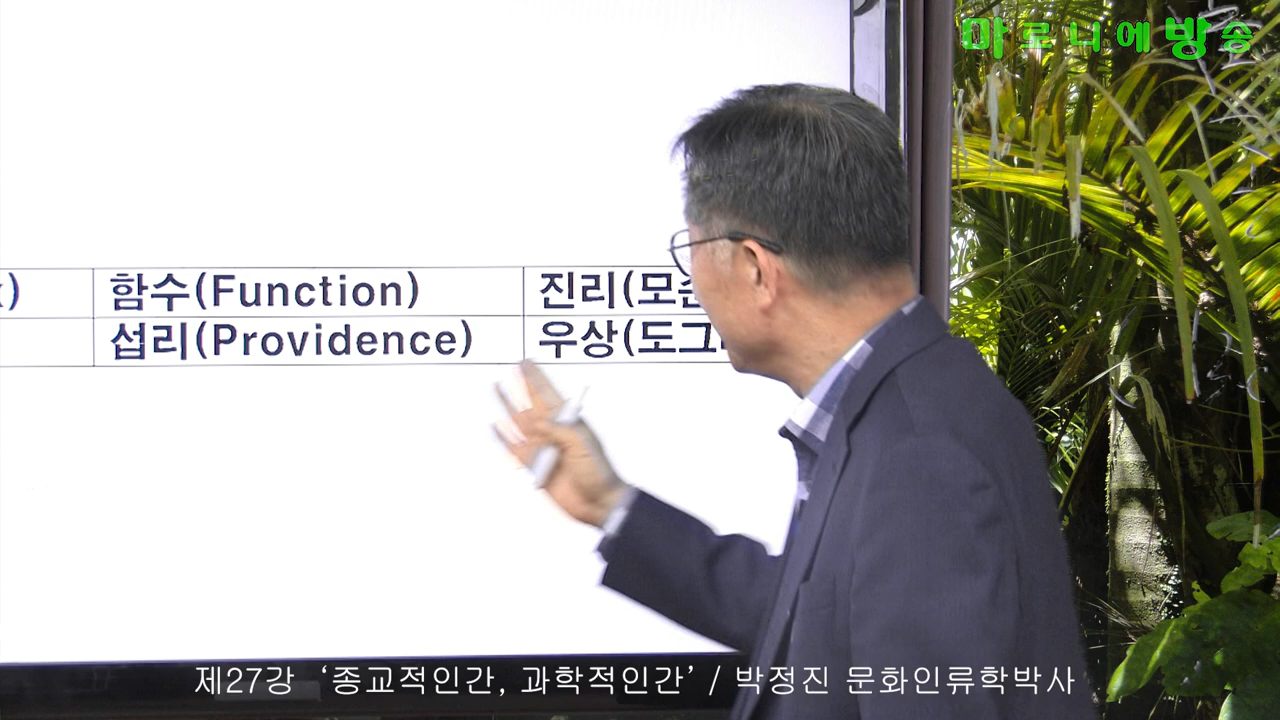 마로니에방송
함수(Function) 진리(모순
섭리(Providence) 우상(도그
제27강 ‘종교적인간, 과학적인간’ / 박정진 문화인류학박사